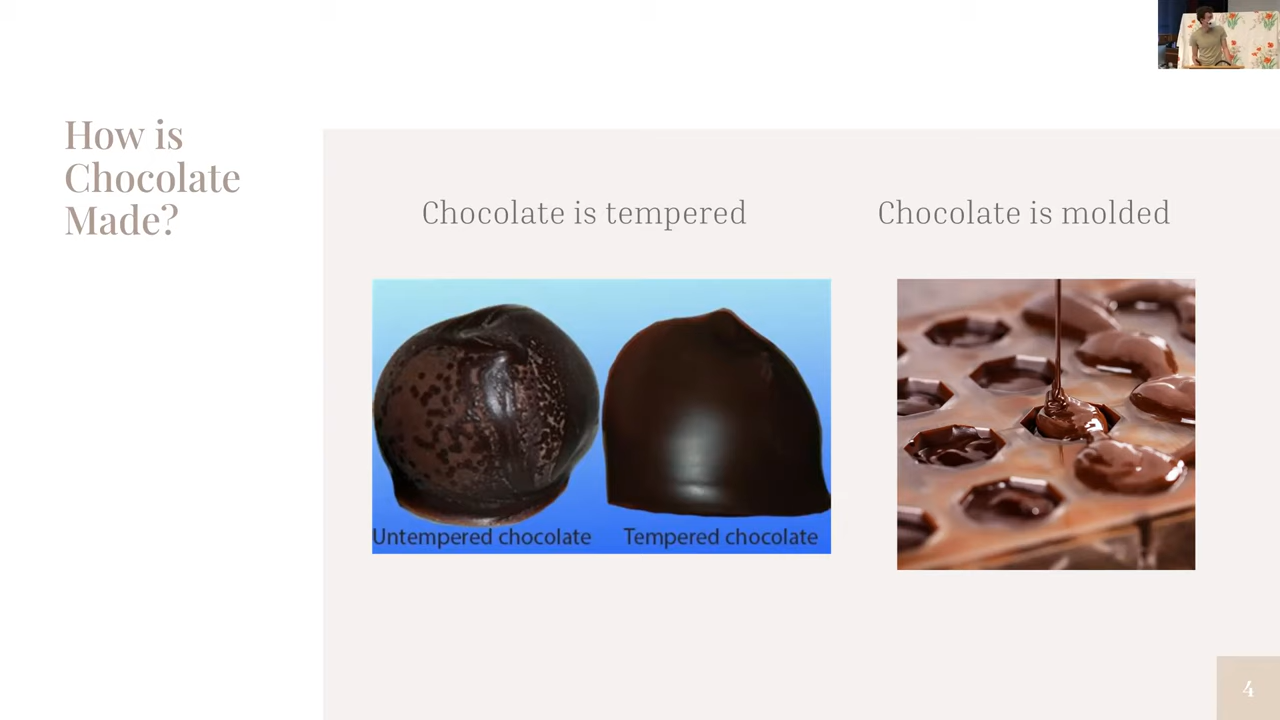 How is
Chocolate
Made?
Chocolate is tempered
Chocolate is molded
Untempered chocolate
Tempered chocolate
4